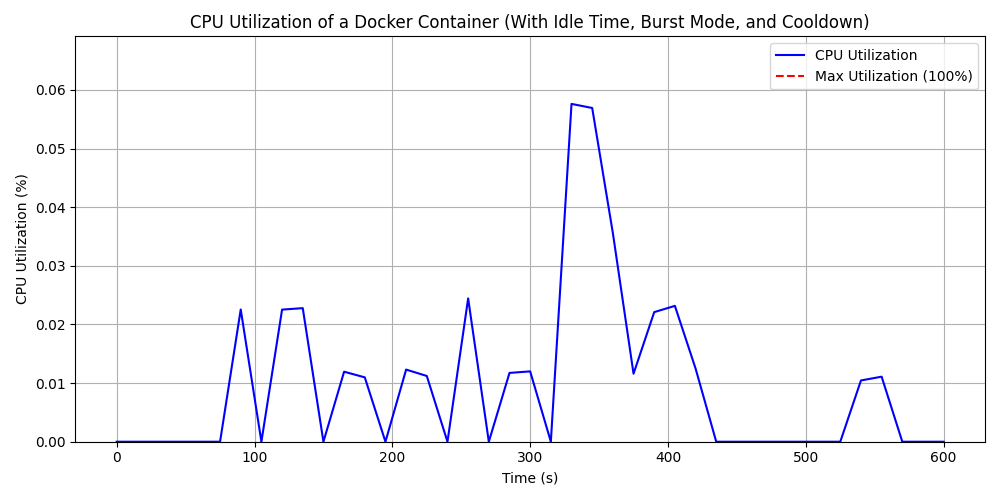 CPU Utilization of a Docker Container (With Idle Time, Burst Mode, and Cooldown)
CPU Utilization
Max Utilization (100%)
CPU Utilization (%)
0.06
0.05
0.04
0.03
0.02
0.01
0.00
0 100 200 300 400 500 600
Time (s)